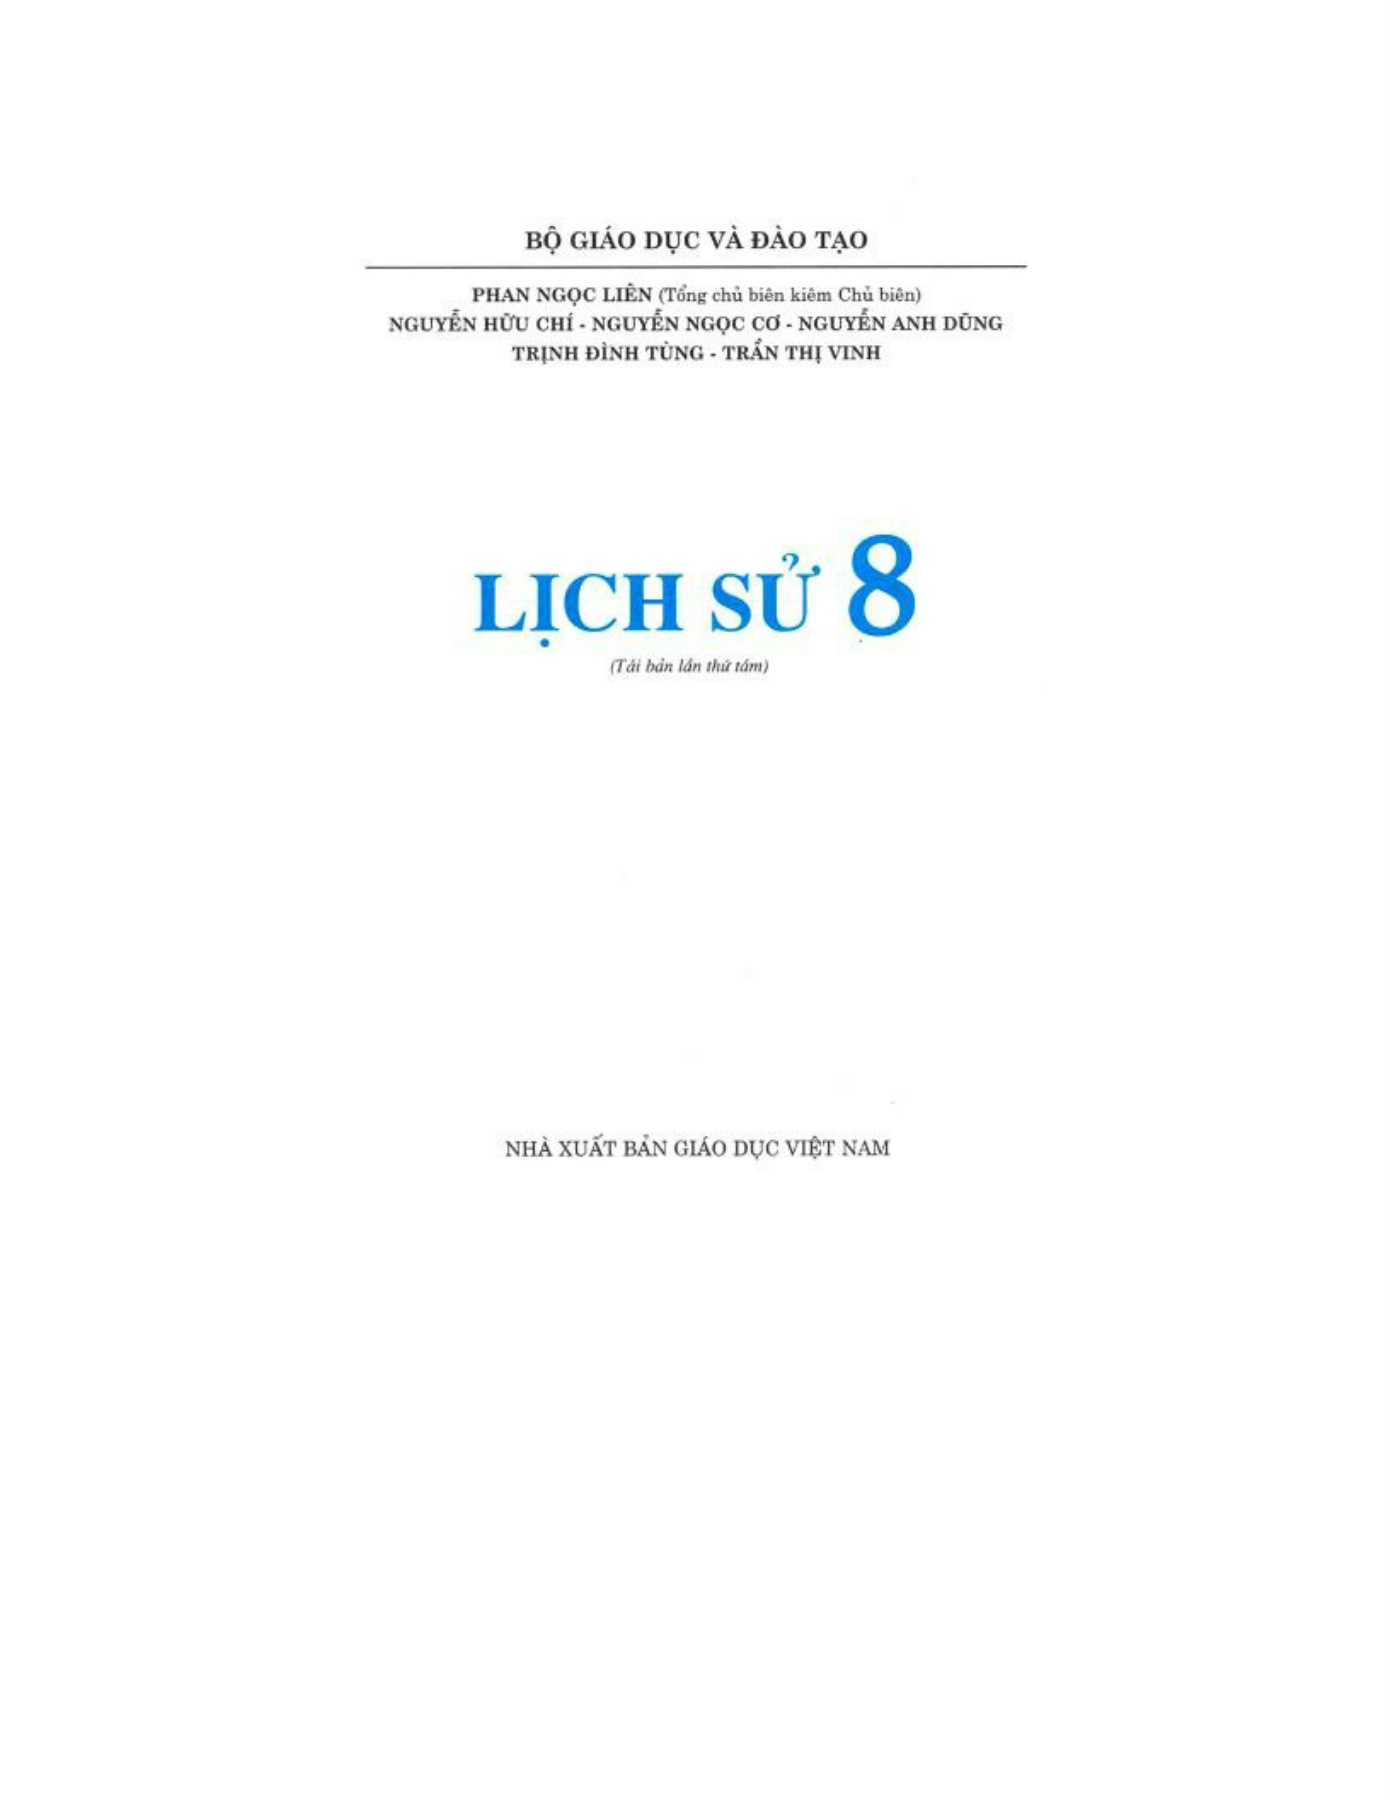 BỘ GIÁO DỤC VÀ ĐÀO TẠO
PHAN NGỌC LIÊN (Tổng chủ biên kiêm Chủ biên)
NGUYỄN HỮU CHÍ - NGUYỄN NGỌC CƠ - NGUYỄN ANH DŨNG
TRỊNH ĐÌNH TÙNG - TRẦN THỊ VINH
LỊCH SỬ 8
(Tái bản lần thứ tám)
NHÀ XUẤT BẢN GIÁO DỤC VIỆT NAM